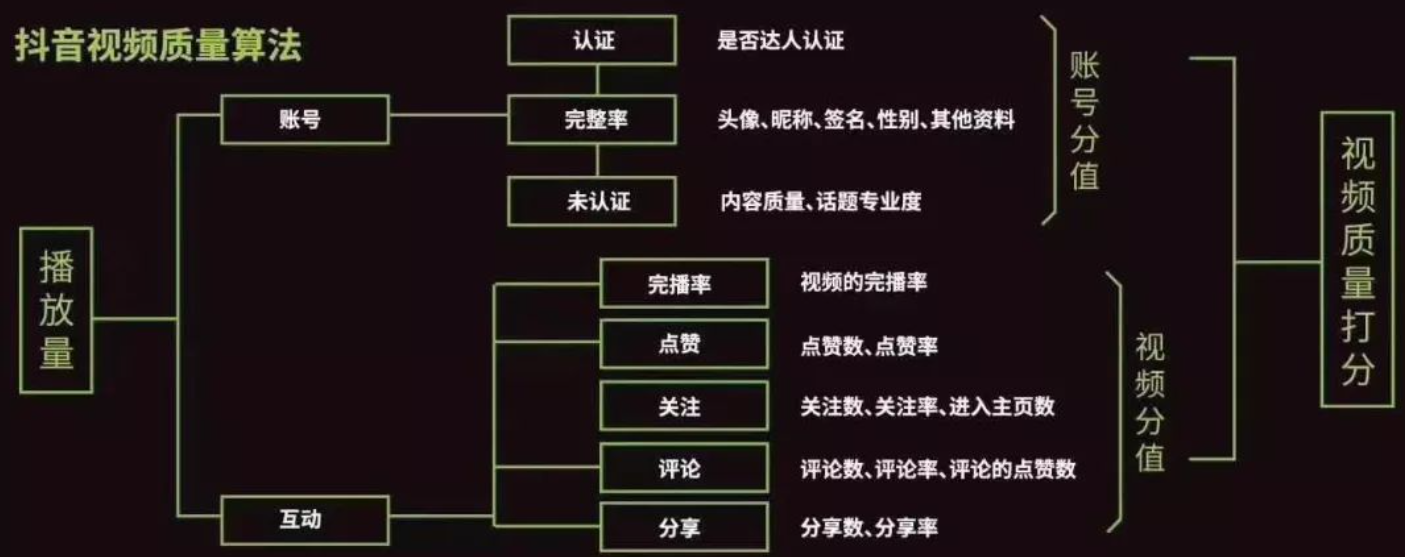 抖音视频质量算法
播放量
账号
认证
是否达人认证
完整率
头像、昵称、签名、性别、其他资料
未认证
内容质量、话题专业度
账号分值
互动
完播率
视频的完播率
点赞
点赞数、点赞率
关注
关注数、关注率、进入主页数
评论
评论数、评论率、评论的点赞数
分享
分享数、分享率
视频分值
视频质量打分